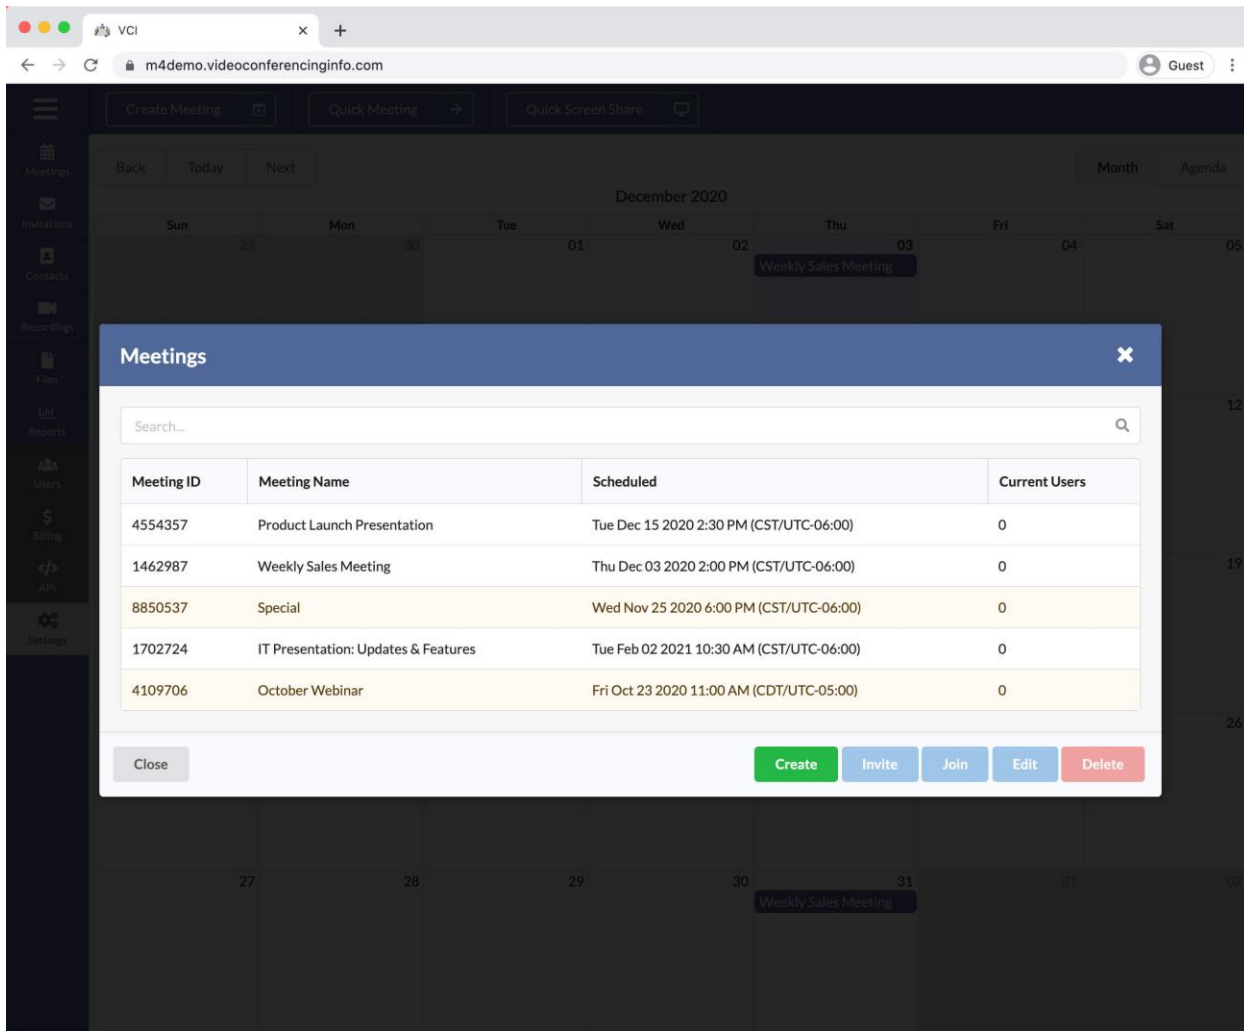 VCI
m4demo.videoconferencinginfo.com
Guest
Create Meeting
Quick Meeting
Quick Screen Share
Meetings
Invitations
Contacts
Recordings
Files
Reports
Users
Billing
API
Settings
Back Today Next
Month Agenda
December 2020
Sun Mon Tue Wed Thu Fri Sat
29 30 01 02 03 04 05
Weekly Sales Meeting
12
19
26
Meetings
Search...
Meeting ID Meeting Name Scheduled Current Users
4554357 Product Launch Presentation Tue Dec 15 2020 2:30 PM (CST/UTC-06:00) 0
1462987 Weekly Sales Meeting Thu Dec 03 2020 2:00 PM (CST/UTC-06:00) 0
8850537 Special Wed Nov 25 2020 6:00 PM (CST/UTC-06:00) 0
1702724 IT Presentation: Updates & Features Tue Feb 02 2021 10:30 AM (CST/UTC-06:00) 0
4109706 October Webinar Fri Oct 23 2020 11:00 AM (CDT/UTC-05:00) 0
Close Create Invite Join Edit Delete
27 28 29 30 31 01 02
Weekly Sales Meeting